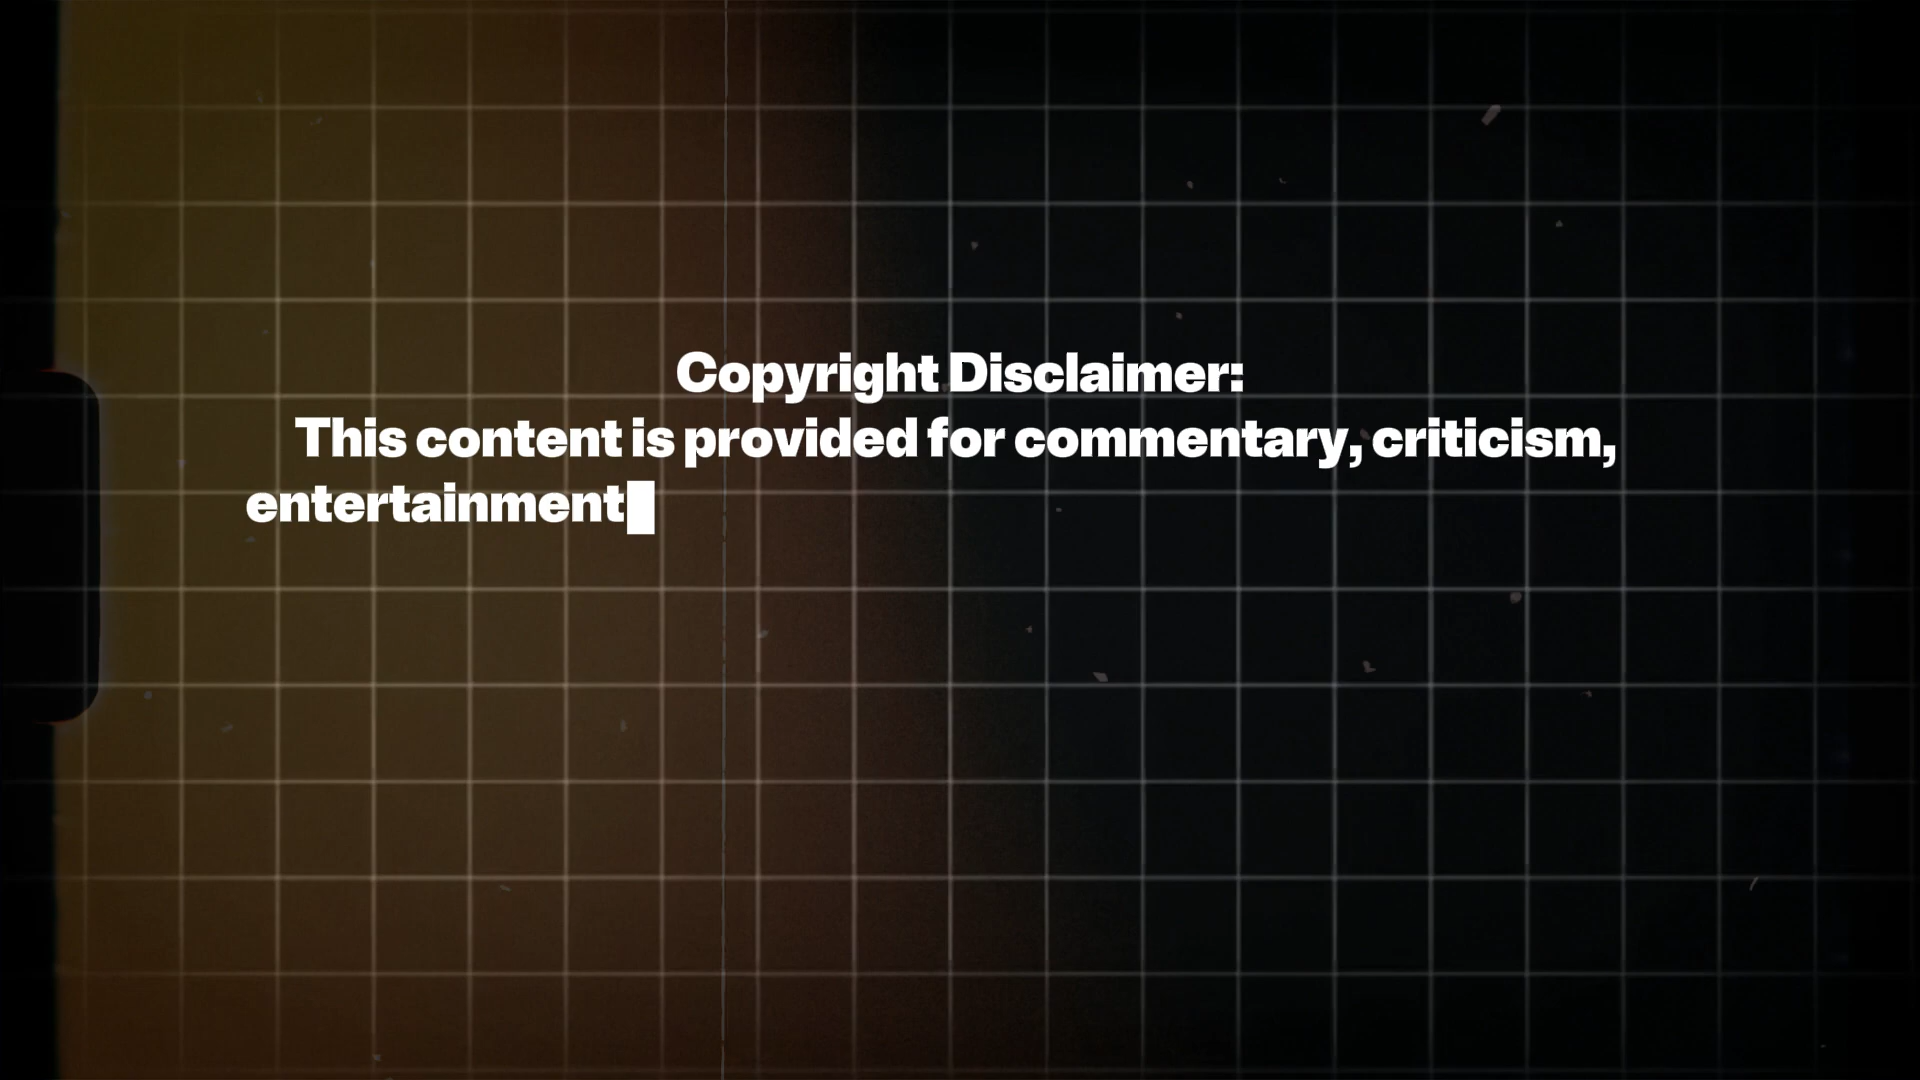 Copyright Disclaimer:
This content is provided for commentary, criticism,
entertainment